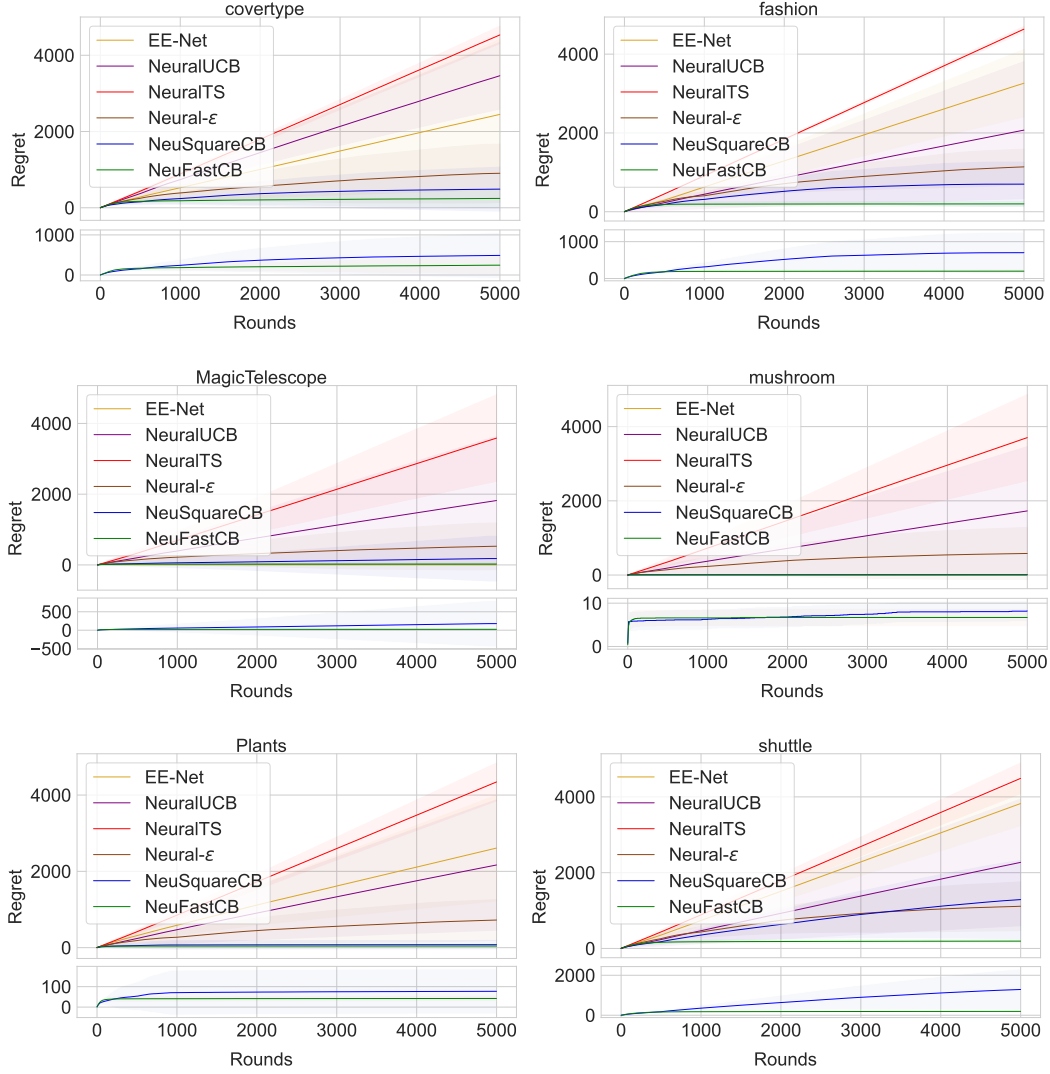 covertype
4000
2000
0
Regret
EE-Net
NeuralUCB
NeuralTS
Neural-ε
NeuSquareCB
NeuFastCB
1000
0
0 1000 2000 3000 4000 5000
Rounds
fashion
4000
2000
0
Regret
EE-Net
NeuralUCB
NeuralTS
Neural-ε
NeuSquareCB
NeuFastCB
1000
0
0 1000 2000 3000 4000 5000
Rounds
MagicTelescope
4000
2000
0
Regret
EE-Net
NeuralUCB
NeuralTS
Neural-ε
NeuSquareCB
NeuFastCB
500
0
−500
0 1000 2000 3000 4000 5000
Rounds
mushroom
4000
2000
0
Regret
EE-Net
NeuralUCB
NeuralTS
Neural-ε
NeuSquareCB
NeuFastCB
10
0
0 1000 2000 3000 4000 5000
Rounds
Plants
4000
2000
0
Regret
EE-Net
NeuralUCB
NeuralTS
Neural-ε
NeuSquareCB
NeuFastCB
100
0
0 1000 2000 3000 4000 5000
Rounds
shuttle
4000
2000
0
Regret
EE-Net
NeuralUCB
NeuralTS
Neural-ε
NeuSquareCB
NeuFastCB
2000
0
0 1000 2000 3000 4000 5000
Rounds